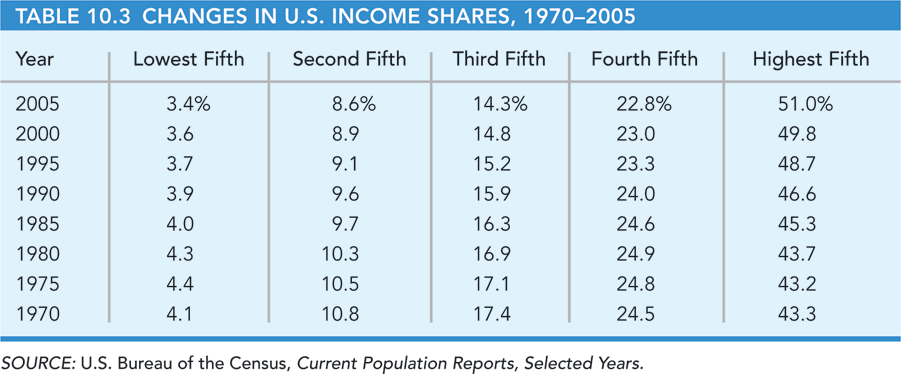 TABLE 10.3 CHANGES IN U.S. INCOME SHARES, 1970–2005
Year Lowest Fifth Second Fifth Third Fifth Fourth Fifth Highest Fifth
2005 3.4% 8.6% 14.3% 22.8% 51.0%
2000 3.6 8.9 14.8 23.0 49.8
1995 3.7 9.1 15.2 23.3 48.7
1990 3.9 9.6 15.9 24.0 46.6
1985 4.0 9.7 16.3 24.6 45.3
1980 4.3 10.3 16.9 24.9 43.7
1975 4.4 10.5 17.1 24.8 43.2
1970 4.1 10.8 17.4 24.5 43.3
SOURCE: U.S. Bureau of the Census, Current Population Reports, Selected Years.